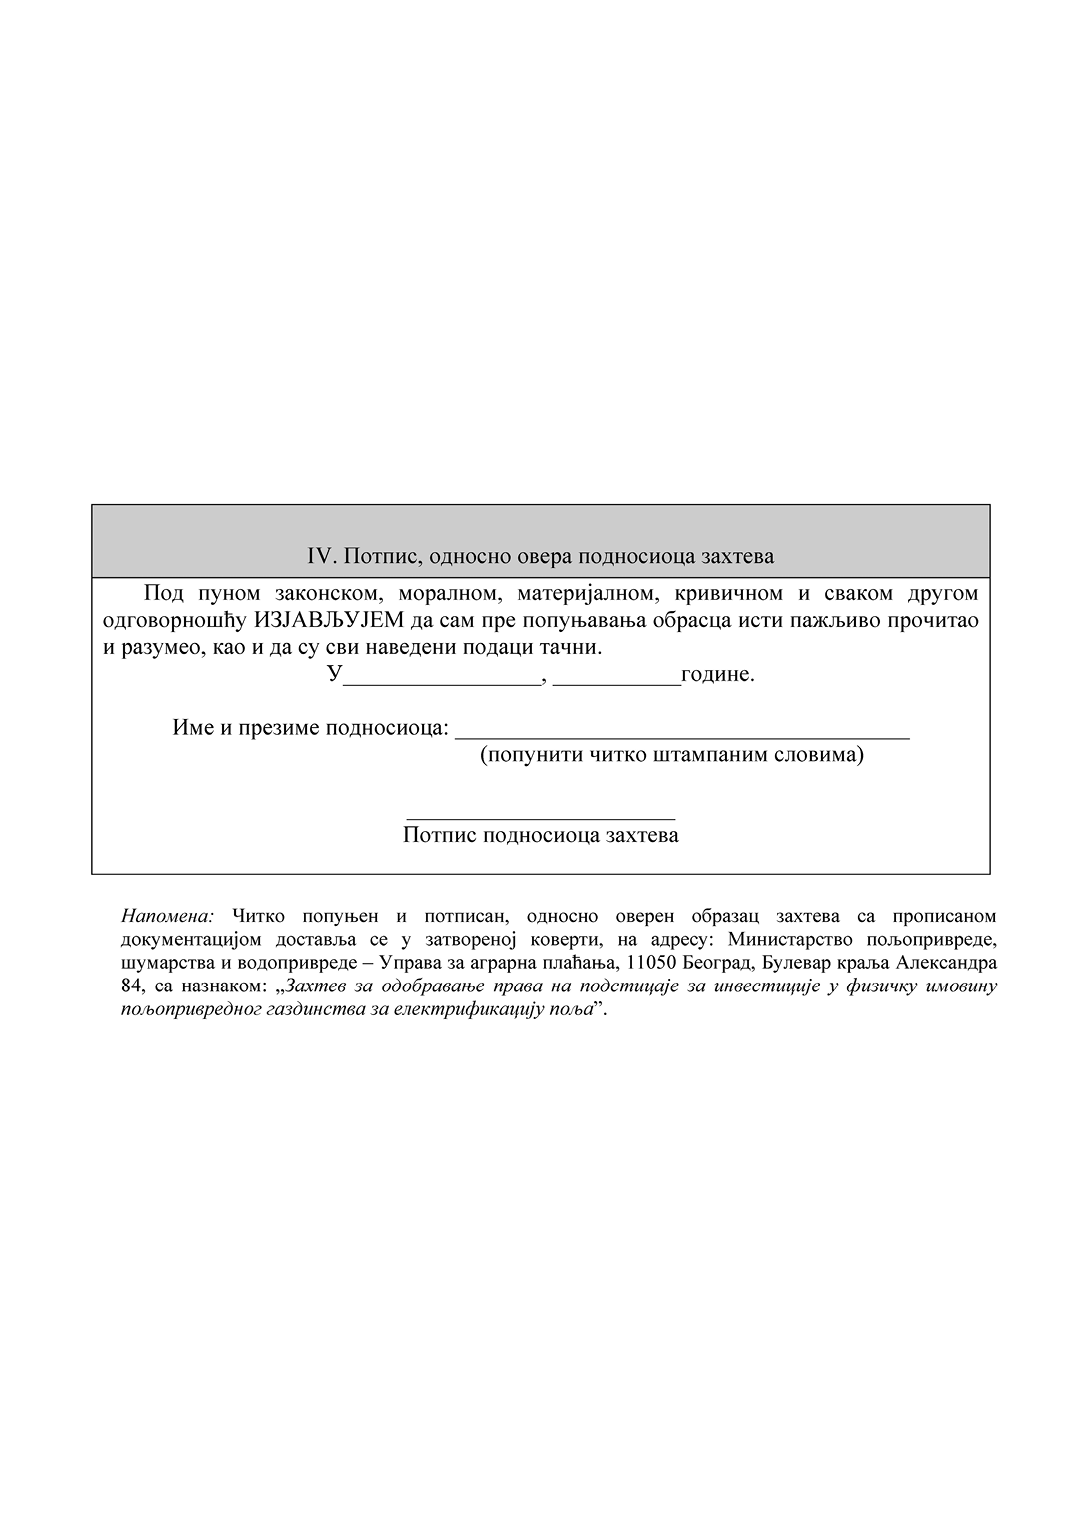 IV. Потпис, односно овера подносиоца захтева
Под пуном законском, моралном, материјалном, кривичном и сваком другом
одговорношћу ИЗЈАВЉУЈЕМ да сам пре попуњавања обрасца исти пажљиво прочитао
и разумео, као и да су сви наведени подаци тачни.
У_________________, ___________године.
Име и презиме подносиоца: _______________________________________
(попунити читко штампаним словима)
_______________________
Потпис подносиоца захтева
Напомена: Читко попуњен и потписан, односно оверен образац захтева са прописаном
документацијом доставља се у затвореној коверти, на адресу: Министарство пољопривреде,
шумарства и водопривреде – Управа за аграрна плаћања, 11050 Београд, Булевар краља Александра
84, са назнаком: „Захтев за одобравање права на подстицаје за инвестиције у физичку имовину
пољопривредног газдинства за електрификацију поља”.